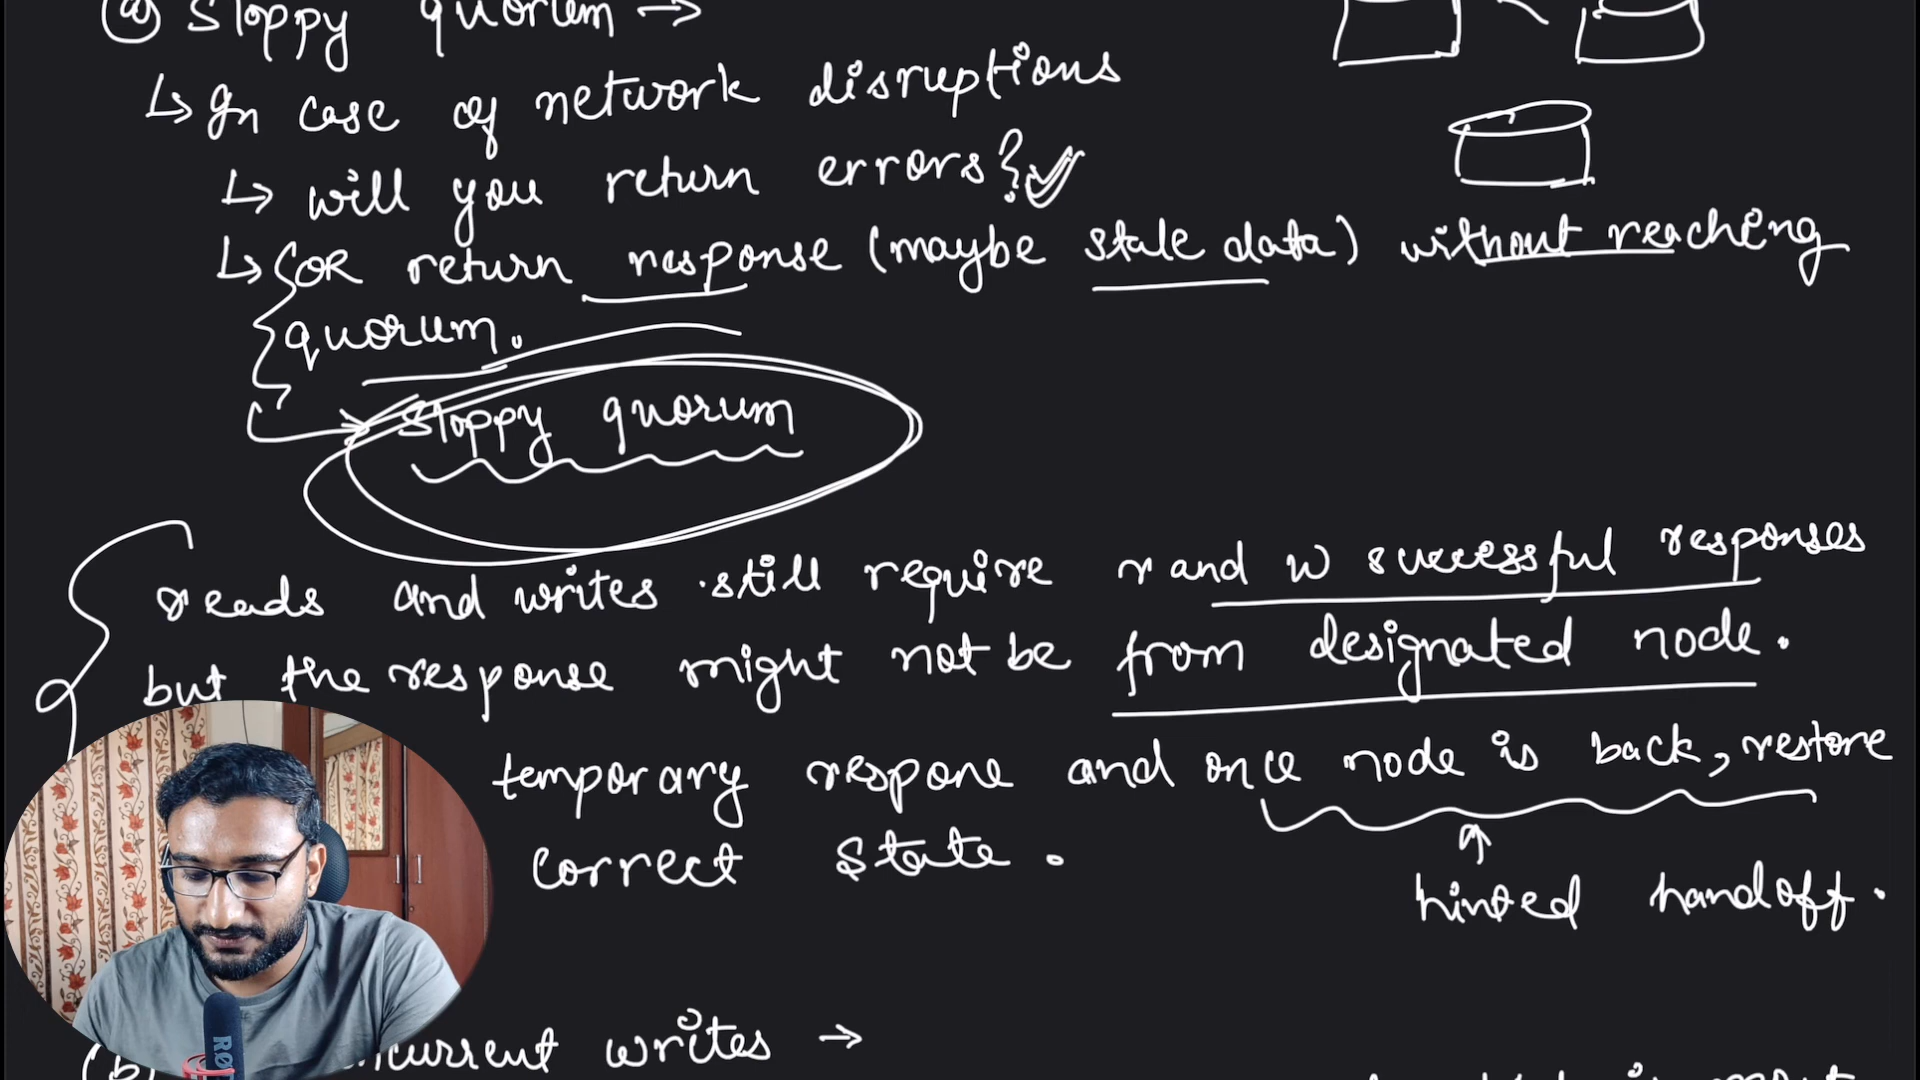 (a) Sloppy quorum →
↳ In case of network disruptions
↳ will you return errors?
↳ OR return response (maybe stale data) without reaching
quorum.
Sloppy quorum
reads and writes still require r and w successful responses
but the response might not be from designated node.
temporary respone and once node is back, restore
correct state.
hinted handoff.
(b) concurrent writes →